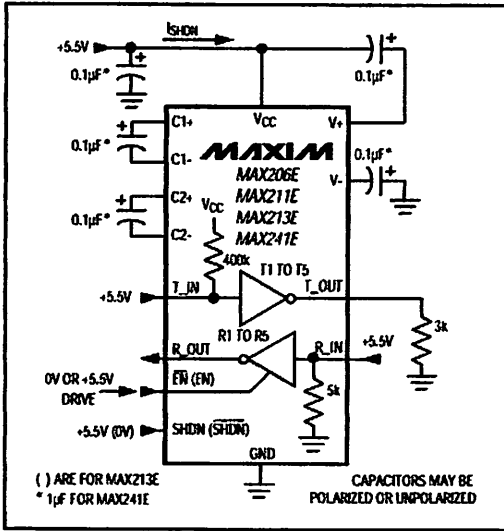 ISHDN
+5.5V
0.1µF*
0.1µF*
C1+
VCC
V+
0.1µF*
C1-
MAXIM
0.1µF*
MAX206E
V-
C2+
MAX211E
0.1µF*
MAX213E
C2-
VCC
MAX241E
400k
T1 TO T5
+5.5V
T_IN
T_OUT
R1 TO R5
3k
R_OUT
R_IN
+5.5V
0V OR +5.5V
DRIVE
EN (EN)
5k
+5.5V (0V)
SHDN (SHDN)
GND
( ) ARE FOR MAX213E
* 1µF FOR MAX241E
CAPACITORS MAY BE
POLARIZED OR UNPOLARIZED